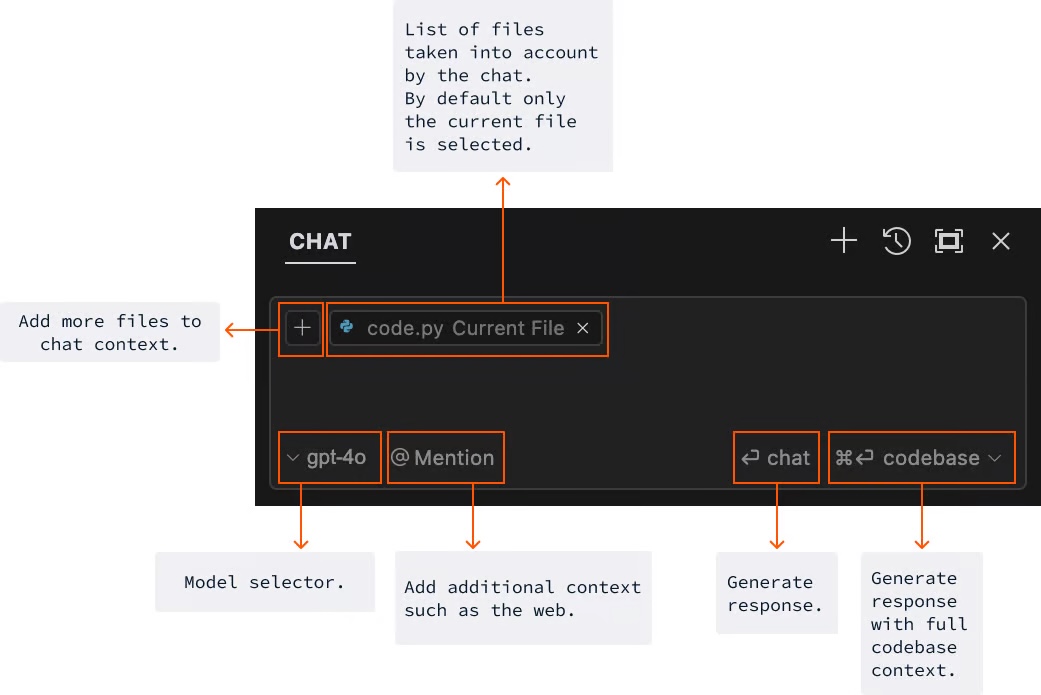 List of files
taken into account
by the chat.
By default only
the current file
is selected.
CHAT
Add more files to
chat context.
code.py Current File
gpt-4o
@ Mention
chat
⌘ codebase
Model selector.
Add additional context
such as the web.
Generate
response.
Generate
response
with full
codebase
context.